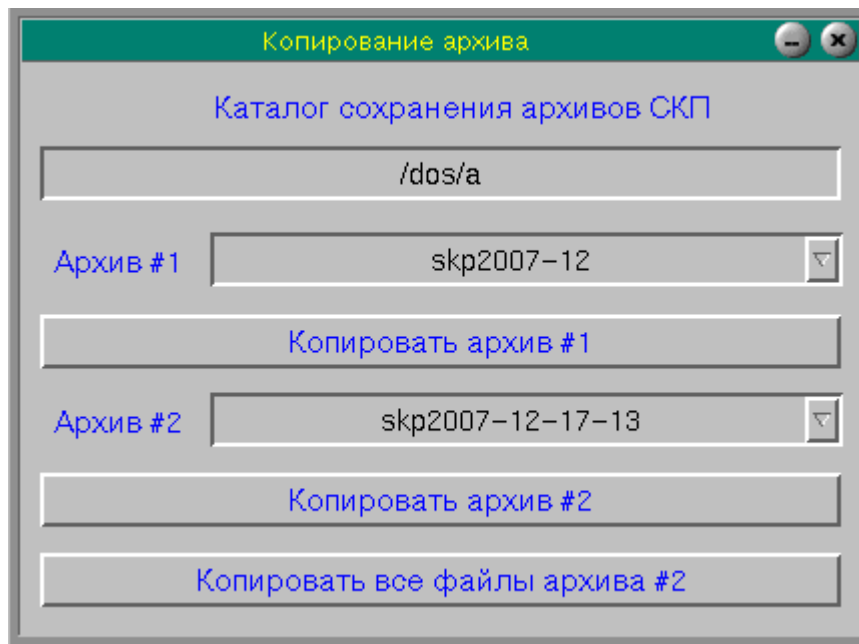 Копирование архива
Каталог сохранения архивов СКП
/dos/a
Архив #1 skp2007-12
Копировать архив #1
Архив #2 skp2007-12-17-13
Копировать архив #2
Копировать все файлы архива #2